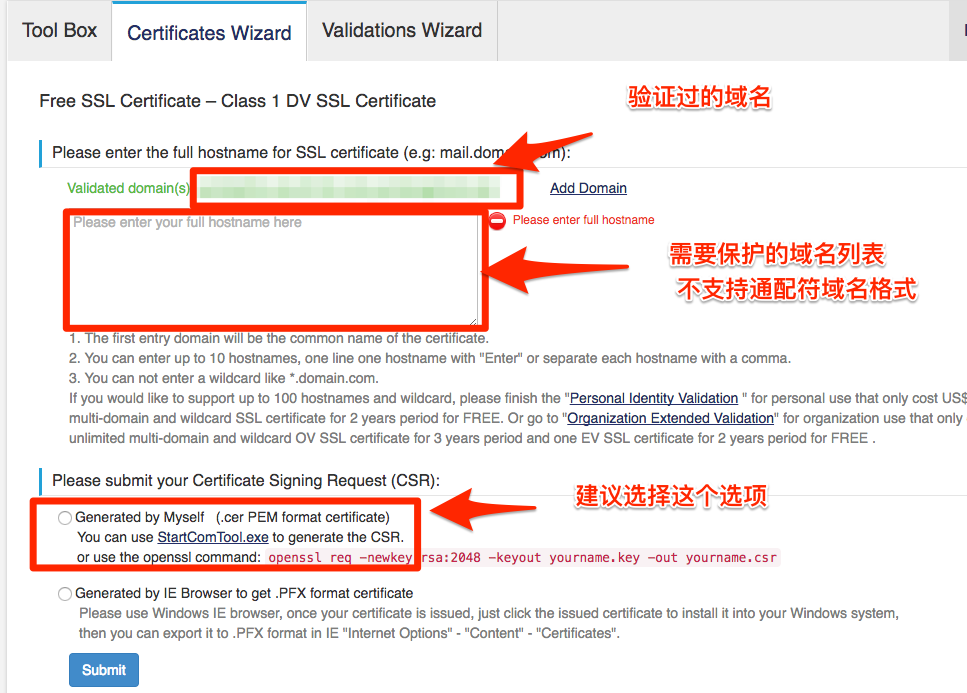 Tool Box
Certificates Wizard
Validations Wizard
Free SSL Certificate – Class 1 DV SSL Certificate
验证过的域名
Please enter the full hostname for SSL certificate (e.g: mail.dom om):
Validated domain(s)
Add Domain
Please enter your full hostname here
Please enter full hostname
需要保护的域名列表
不支持通配符域名格式
1. The first entry domain will be the common name of the certificate.
2. You can enter up to 10 hostnames, one line one hostname with "Enter" or separate each hostname with a comma.
3. You can not enter a wildcard like *.domain.com.
If you would like to support up to 100 hostnames and wildcard, please finish the "Personal Identity Validation " for personal use that only cost US$
multi-domain and wildcard SSL certificate for 2 years period for FREE. Or go to "Organization Extended Validation" for organization use that only
unlimited multi-domain and wildcard OV SSL certificate for 3 years period and one EV SSL certificate for 2 years period for FREE .
Please submit your Certificate Signing Request (CSR):
建议选择这个选项
Generated by Myself (.cer PEM format certificate)
You can use StartComTool.exe to generate the CSR.
or use the openssl command: openssl req –newkey rsa:2048 –keyout yourname.key –out yourname.csr
Generated by IE Browser to get .PFX format certificate
Please use Windows IE browser, once your certificate is issued, just click the issued certificate to install it into your Windows system,
then you can export it to .PFX format in IE "Internet Options" - "Content" - "Certificates".
Submit